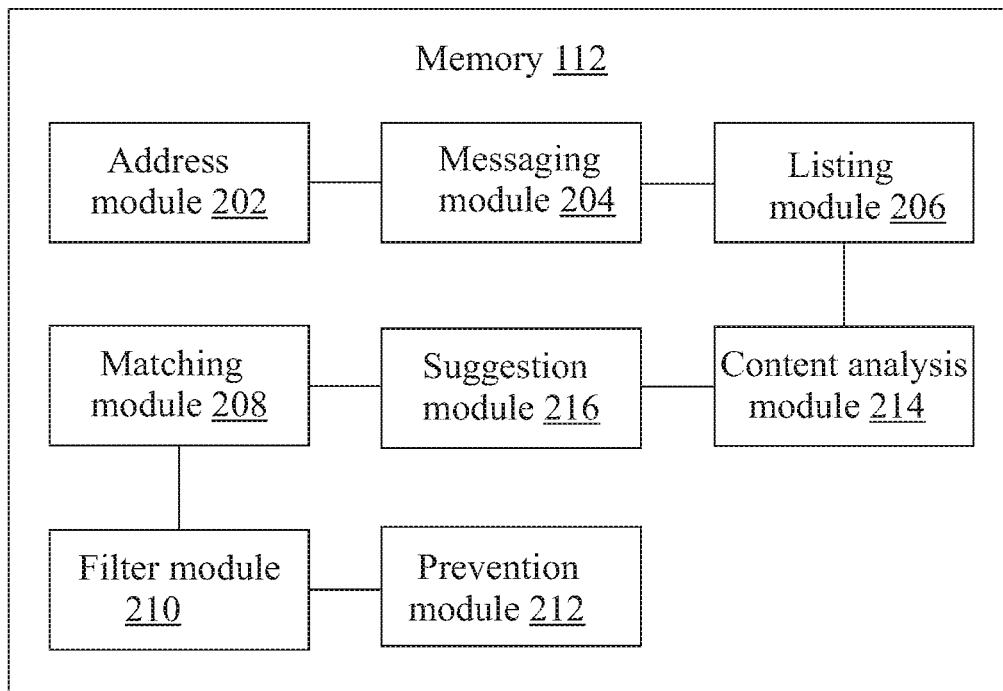 Memory 112
Address
module 202
Messaging
module 204
Listing
module 206
Matching
module 208
Suggestion
module 216
Content analysis
module 214
Filter module
210
Prevention
module 212